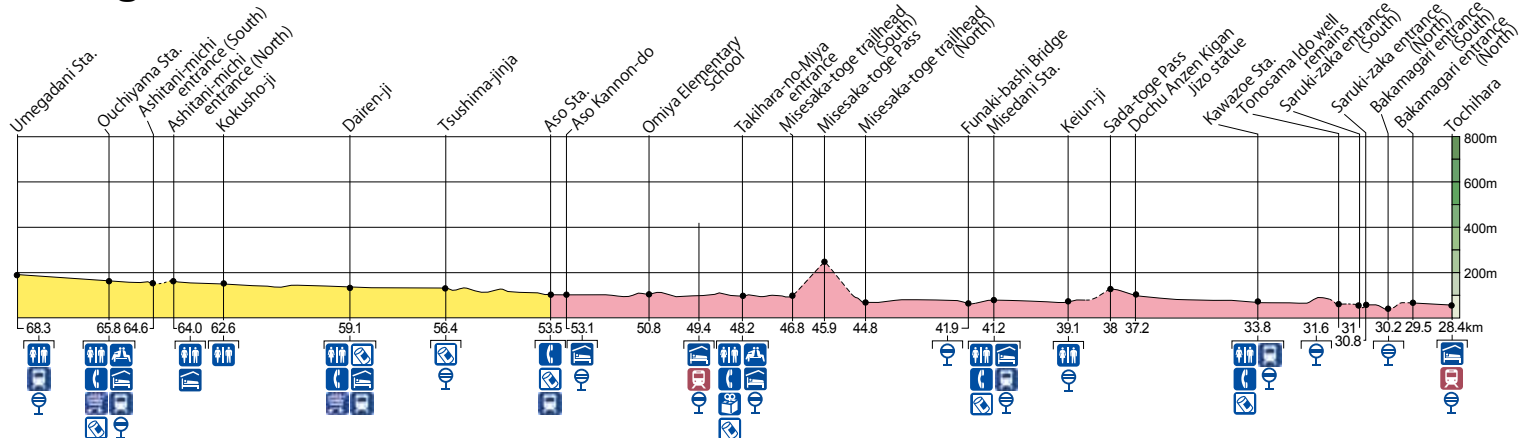 Umegadani Sta.
Ouchiyama Sta.
Ashitani-michi
entrance (South)
Ashitani-michi
entrance (North)
Kokusho-ji
Dairen-ji
Tsushima-jinja
Aso Sta.
Aso Kannon-do
Omiya Elementary
School
Takihara-no-Miya
entrance
Misesaka-toge trailhead
(South)
Misesaka-toge Pass
Misesaka-toge trailhead
(North)
Funaki-bashi Bridge
Misedani Sta.
Keiun-ji
Sada-toge Pass
Dochu Anzen Kigan
Jizo statue
Kawazoe Sta.
Tonosama Ido well
remains
Saruki-zaka entrance
(South)
Saruki-zaka entrance
(North)
Bakamagari entrance
(South)
Bakamagari entrance
(North)
Tochihara
800m
600m
400m
200m
68.3 65.8 64.6 64.0 62.6 59.1 56.4 53.5 53.1 50.8 49.4 48.2 46.8 45.9 44.8 41.9 41.2 39.1 38 37.2 33.8 31.6 31 30.2 29.5 28.4km
30.8